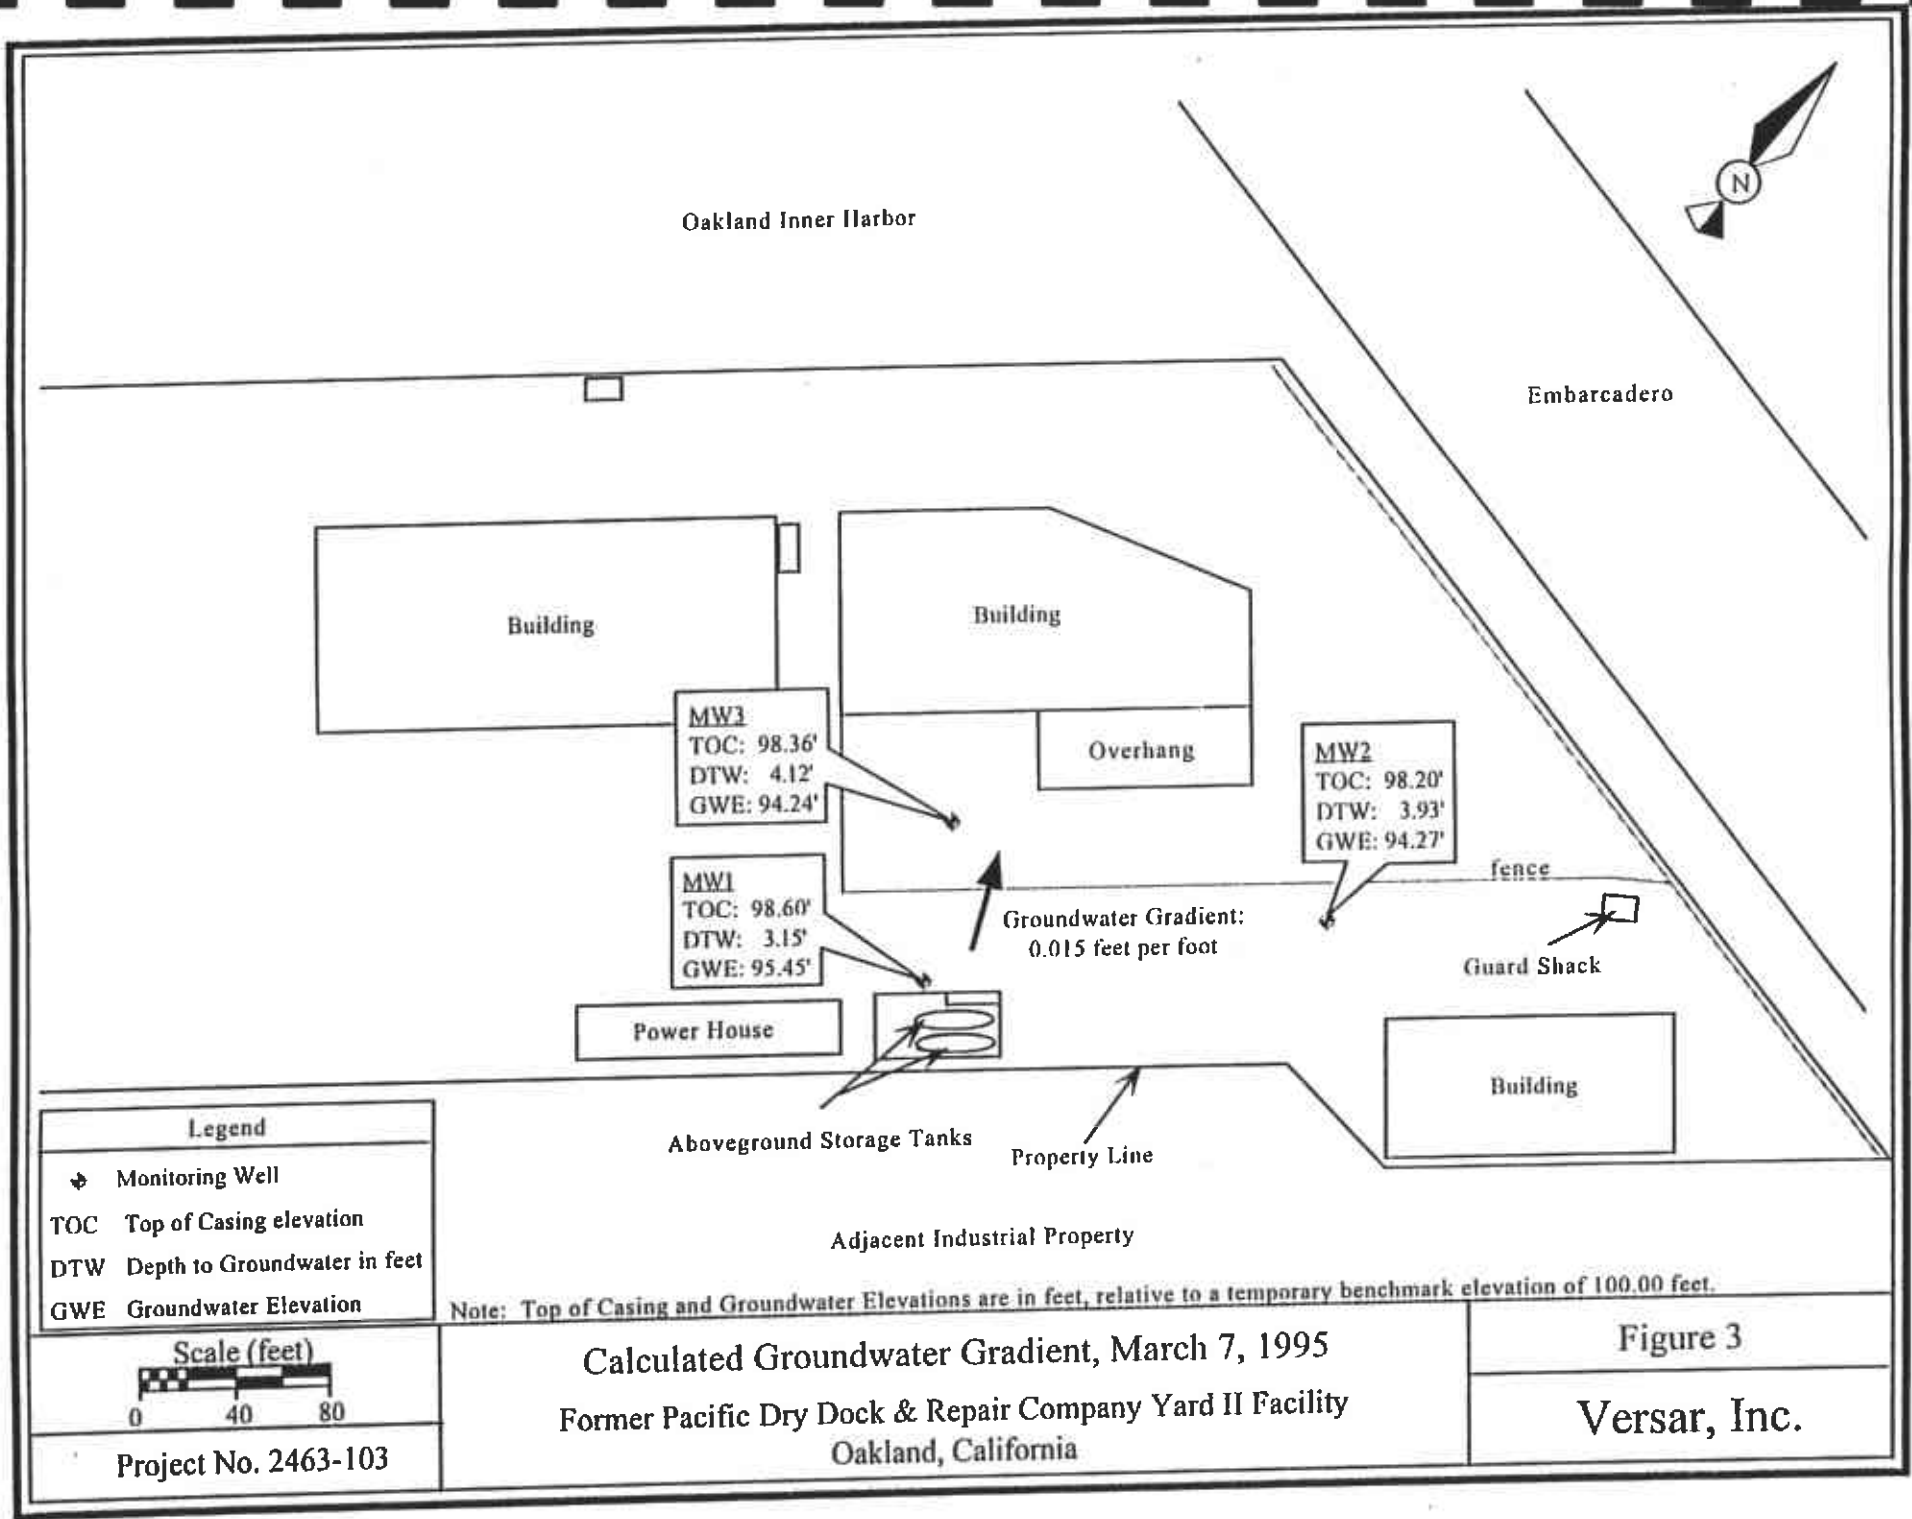 N
Oakland Inner Harbor
Embarcadero
Building
Building
MW3
TOC: 98.36'
DTW: 4.12'
GWE: 94.24'
Overhang
MW2
TOC: 98.20'
DTW: 3.93'
GWE: 94.27'
fence
MW1
TOC: 98.60'
DTW: 3.15'
GWE: 95.45'
Groundwater Gradient:
0.015 feet per foot
Guard Shack
Power House
Building
Aboveground Storage Tanks
Property Line
Legend
Monitoring Well
TOC Top of Casing elevation
DTW Depth to Groundwater in feet
GWE Groundwater Elevation
Adjacent Industrial Property
Note: Top of Casing and Groundwater Elevations are in feet, relative to a temporary benchmark elevation of 100.00 feet.
Scale (feet)
0 40 80
Project No. 2463-103
Calculated Groundwater Gradient, March 7, 1995
Former Pacific Dry Dock & Repair Company Yard II Facility
Oakland, California
Figure 3
Versar, Inc.